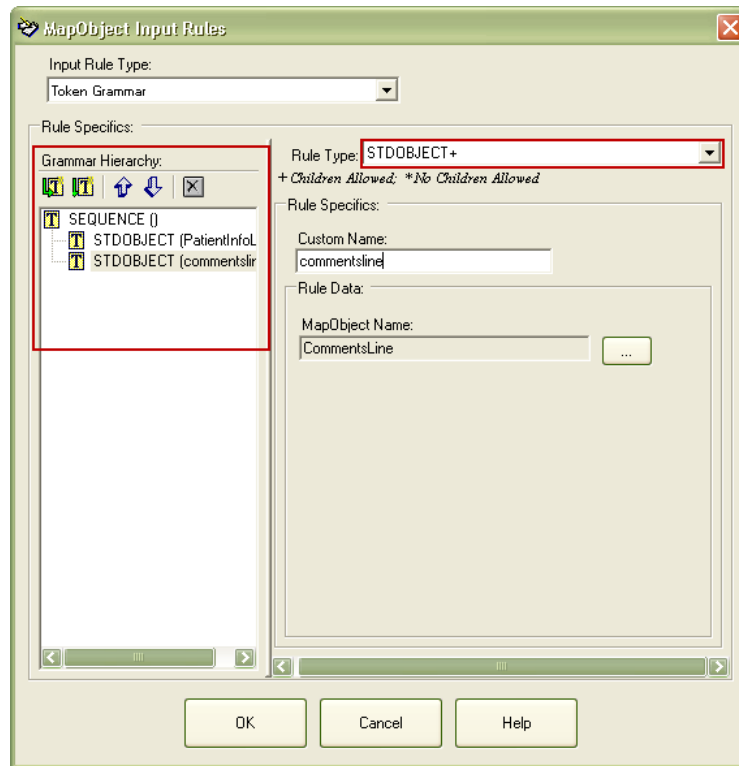 MapObject Input Rules
Input Rule Type:
Token Grammar
Rule Specifics:
Grammar Hierarchy:
SEQUENCE ()
STDOBJECT (PatientInfoL
STDOBJECT (commentslin
Rule Type: STDOBJECT+
+ Children Allowed; * No Children Allowed
Rule Specifics:
Custom Name:
commentsline
Rule Data:
MapObject Name:
CommentsLine
...
OK
Cancel
Help